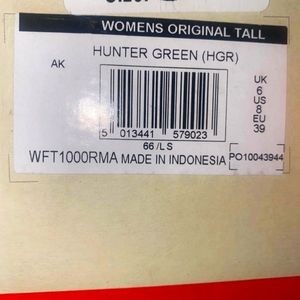 WOMENS ORIGINAL TALL
HUNTER GREEN (HGR)
AK
UK
6
US
8
EU
39
5 013441 579023
66 /LS
WFT1000RMA MADE IN INDONESIA
PO10043944